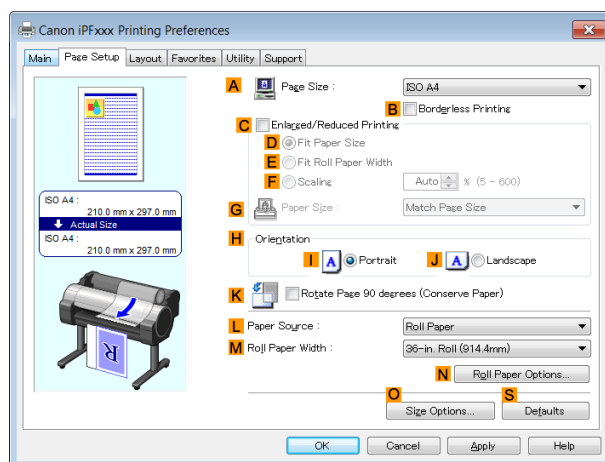 Canon iPFxxx Printing Preferences
Main Page Setup Layout Favorites Utility Support
A Page Size : ISO A4
B Borderless Printing
C Enlarged/Reduced Printing
D Fit Paper Size
E Fit Roll Paper Width
F Scaling Auto % (5 - 600)
G Paper Size : Match Page Size
ISO A4 :
210.0 mm x 297.0 mm
Actual Size
ISO A4 :
210.0 mm x 297.0 mm
H Orientation
I A Portrait J A Landscape
K Rotate Page 90 degrees (Conserve Paper)
L Paper Source : Roll Paper
M Roll Paper Width : 36-in. Roll (914.4mm)
N Roll Paper Options...
O S
Size Options... Defaults
R
OK Cancel Apply Help